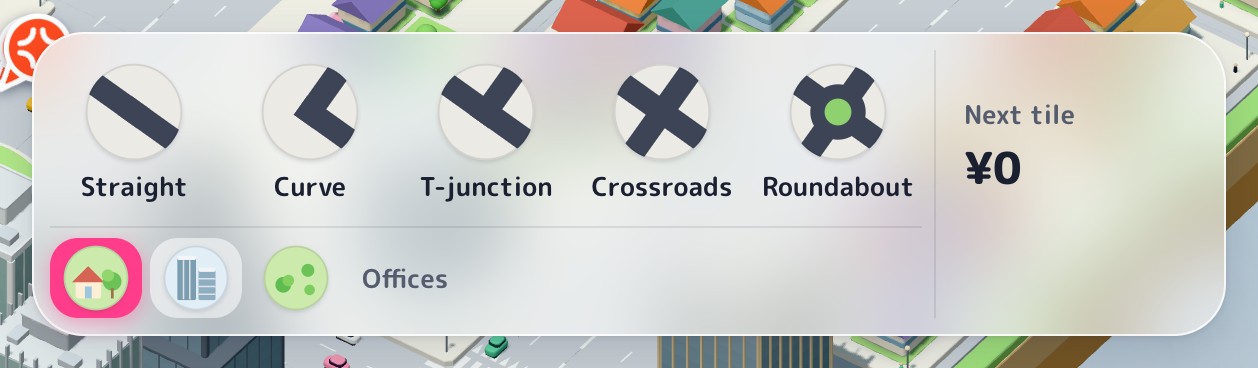 Straight
Curve
T-junction
Crossroads
Roundabout
Next tile
¥0
Offices